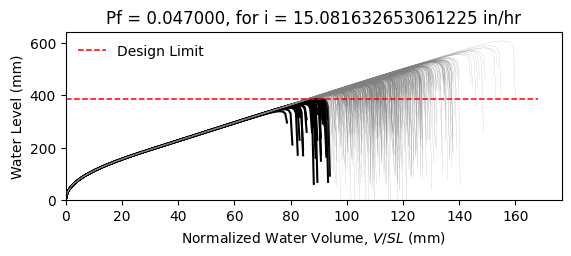 Pf = 0.047000, for i = 15.081632653061225 in/hr
Design Limit
Water Level (mm)
600
400
200
0
0 20 40 60 80 100 120 140 160
Normalized Water Volume, V/SL (mm)